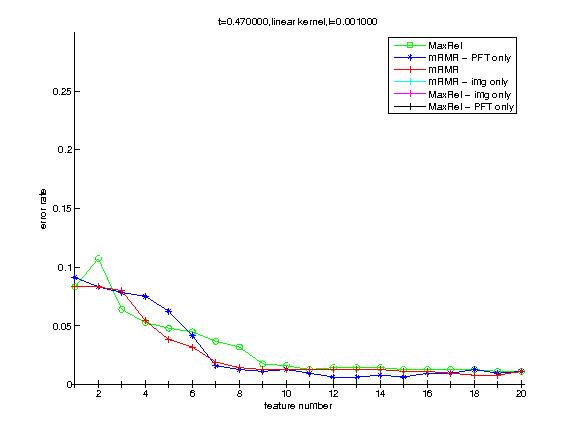 t=0.470000,linear kernel,l=0.001000
MaxRel
mRMR − PFT only
mRMR
mRMR − img only
MaxRel − img only
MaxRel − PFT only
0.25
0.2
0.15
0.1
0.05
0
error rate
2 4 6 8 10 12 14 16 18 20
feature number